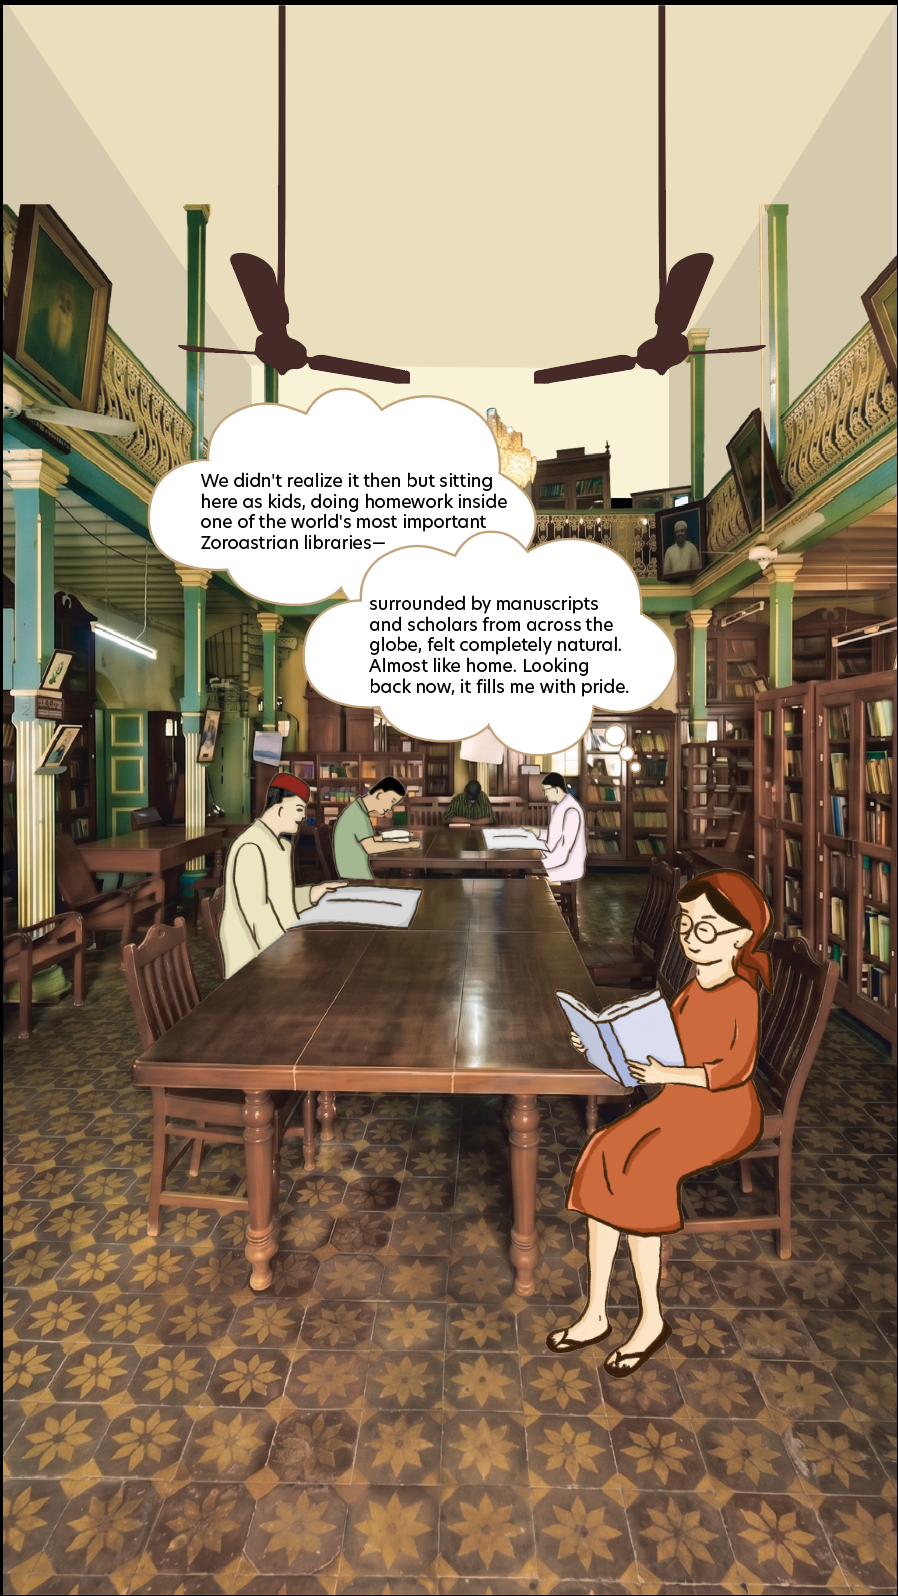 We didn't realize it then but sitting
here as kids, doing homework inside
one of the world's most important
Zoroastrian libraries—
surrounded by manuscripts
and scholars from across the
globe, felt completely natural.
Almost like home. Looking
back now, it fills me with pride.